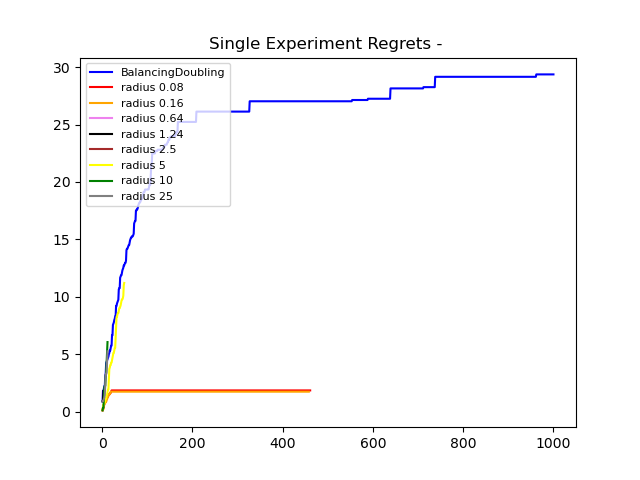 Single Experiment Regrets -
30
25
20
15
10
5
0
BalancingDoubling
radius 0.08
radius 0.16
radius 0.64
radius 1.24
radius 2.5
radius 5
radius 10
radius 25
0 200 400 600 800 1000